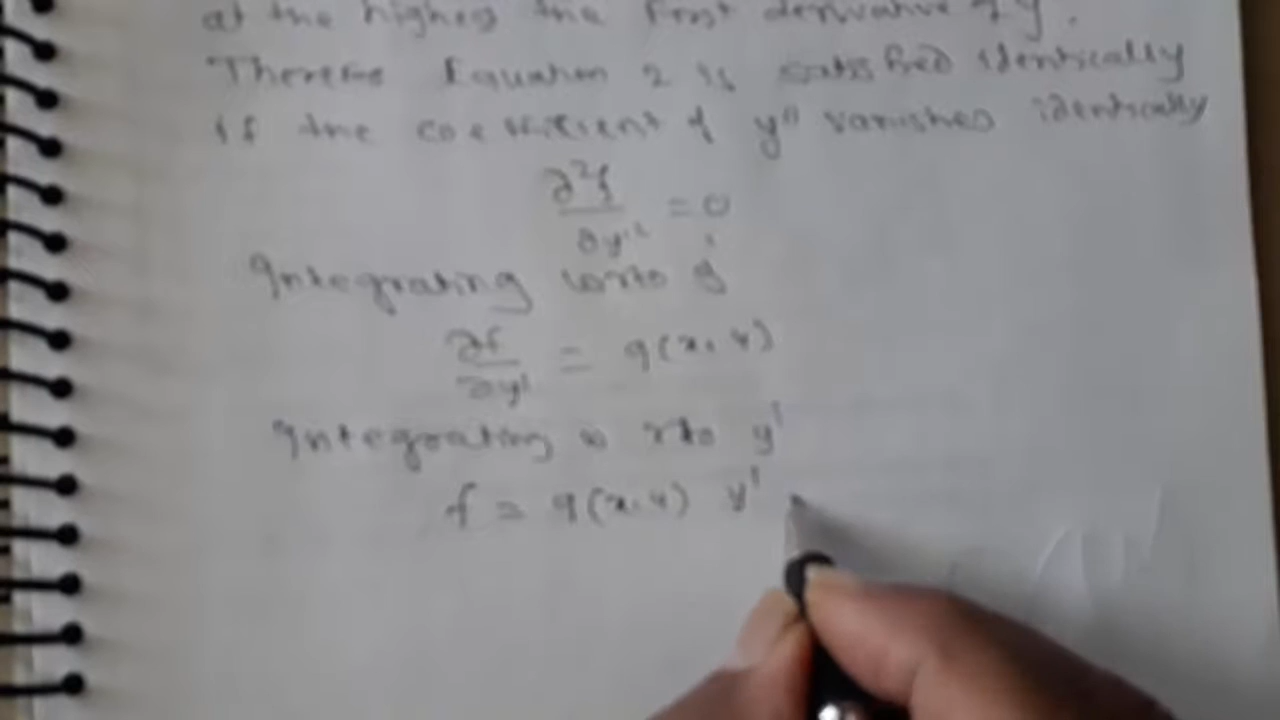 at the highest the first derivative of y.
Therefore Equation 2 is satisfied identically
if the coefficient of y'' vanishes identically
∂²f/∂y'² = 0
Integrating w.r.to y'
∂f/∂y' = q(x,y)
Integrating w.r.to y'
f = q(x,y) y'